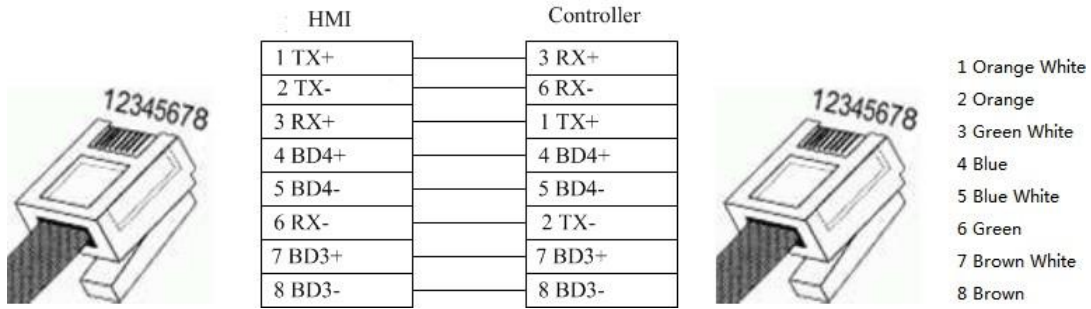 HMI
Controller
1 TX+
3 RX+
2 TX-
6 RX-
3 RX+
1 TX+
4 BD4+
4 BD4+
5 BD4-
5 BD4-
6 RX-
2 TX-
7 BD3+
7 BD3+
8 BD3-
8 BD3-
12345678
12345678
1 Orange White
2 Orange
3 Green White
4 Blue
5 Blue White
6 Green
7 Brown White
8 Brown